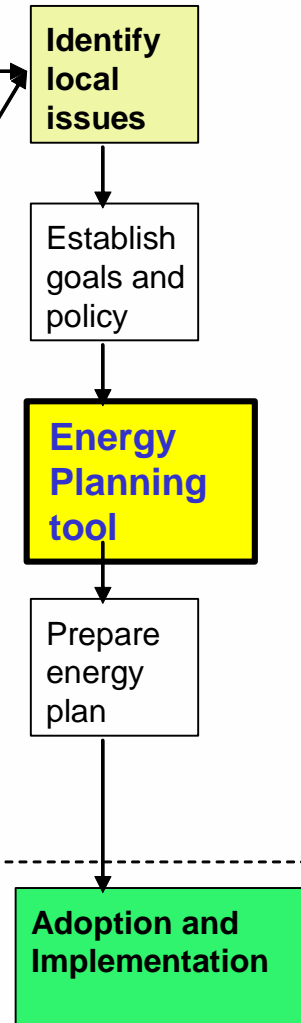 Identify
local
issues
Establish
goals and
policy
Energy
Planning
tool
Prepare
energy
plan
Adoption and
Implementation